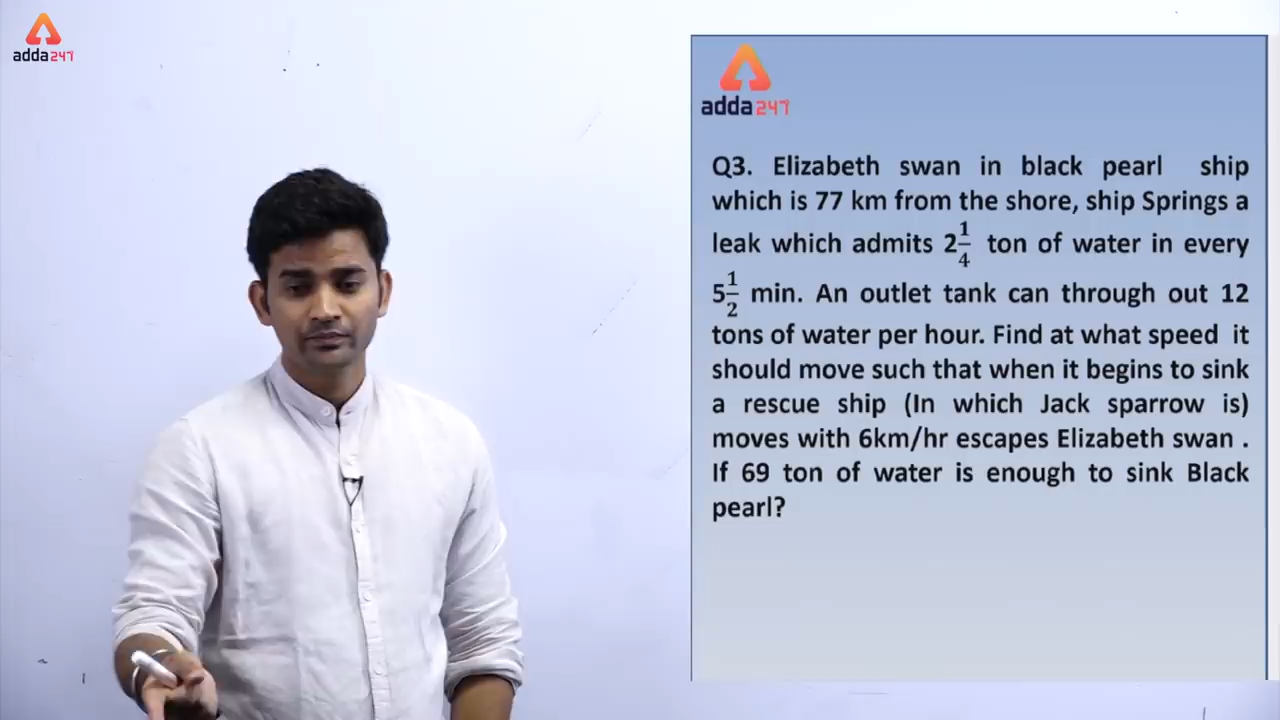 adda247
adda247
Q3. Elizabeth swan in black pearl ship
which is 77 km from the shore, ship Springs a
leak which admits 2 1/4 ton of water in every
5 1/2 min. An outlet tank can through out 12
tons of water per hour. Find at what speed it
should move such that when it begins to sink
a rescue ship (In which Jack sparrow is)
moves with 6km/hr escapes Elizabeth swan .
If 69 ton of water is enough to sink Black
pearl?